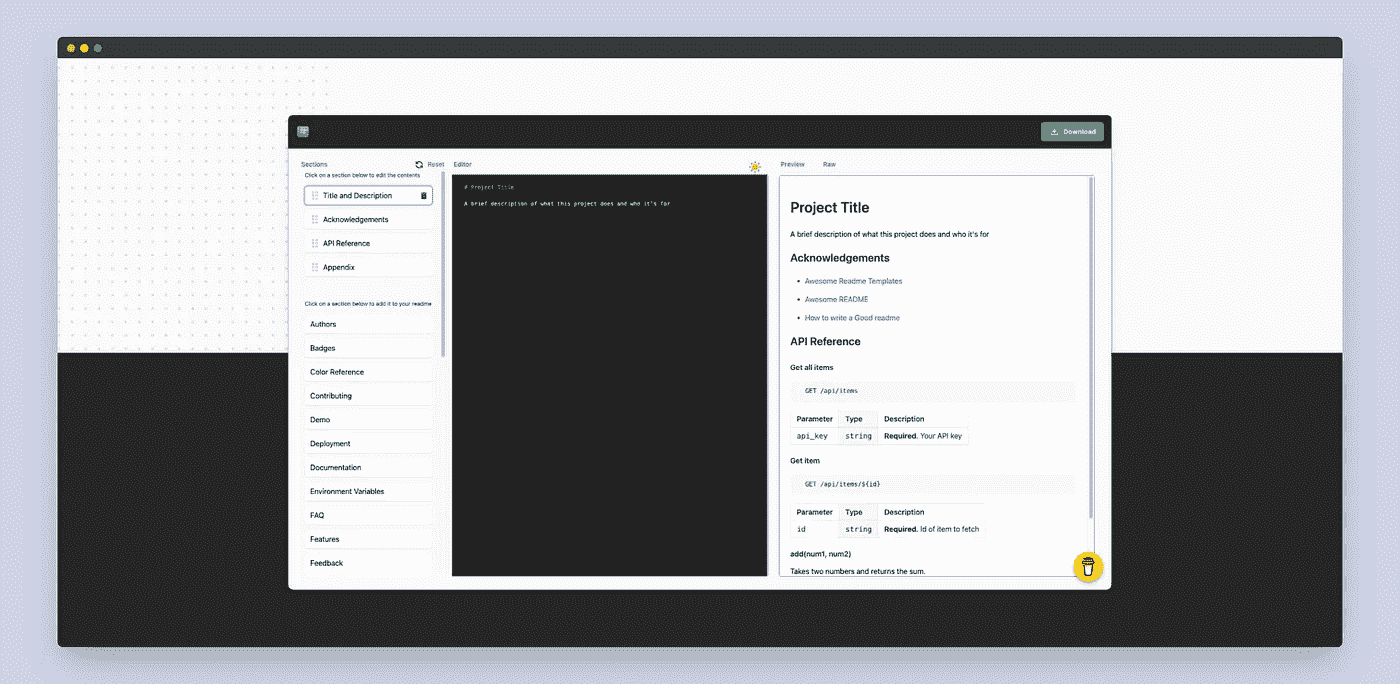 Download
Sections
Reset
Click on a section below to edit the contents
Title and Description
Acknowledgements
API Reference
Appendix
Click on a section below to add it to your readme
Authors
Badges
Color Reference
Contributing
Demo
Deployment
Documentation
Environment Variables
FAQ
Features
Feedback
Editor
# Project Title
A brief description of what this project does and who it's for
Preview Raw
Project Title
A brief description of what this project does and who it's for
Acknowledgements
• Awesome Readme Templates
• Awesome README
• How to write a Good readme
API Reference
Get all items
GET /api/items
Parameter Type Description
api_key string Required. Your API key
Get item
GET /api/items/${id}
Parameter Type Description
id string Required. Id of item to fetch
add(num1, num2)
Takes two numbers and returns the sum.